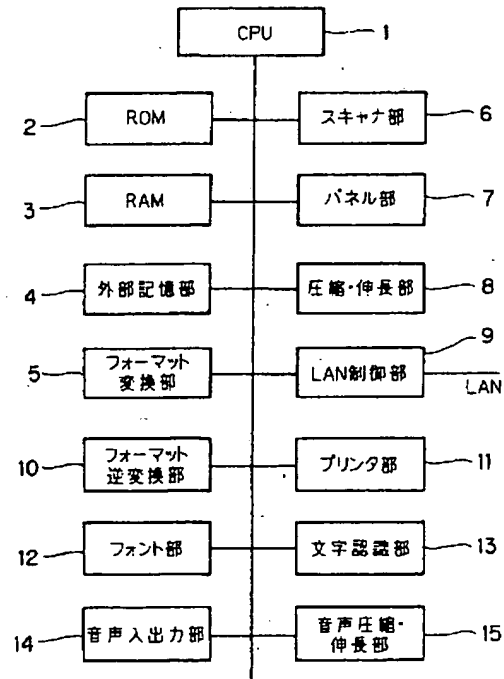 CPU
1
2
ROM
スキャナ部
6
3
RAM
パネル部
7
4
外部記憶部
圧縮・伸長部
8
5
フォーマット
変換部
LAN制御部
9
LAN
10
フォーマット
逆変換部
プリンタ部
11
12
フォント部
文字認識部
13
14
音声入出力部
音声圧縮・
伸長部
15